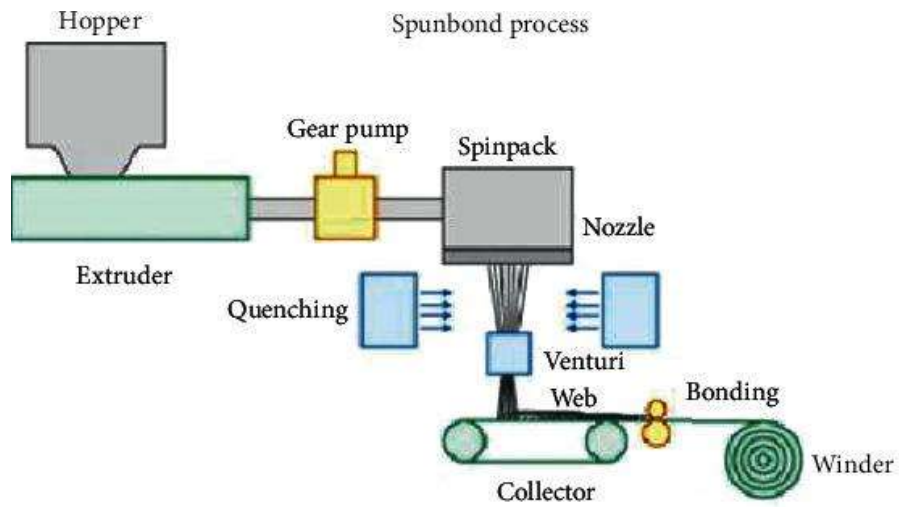 Hopper
Spunbond process
Gear pump
Spinpack
Nozzle
Extruder
Quenching
Venturi
Web
Bonding
Winder
Collector